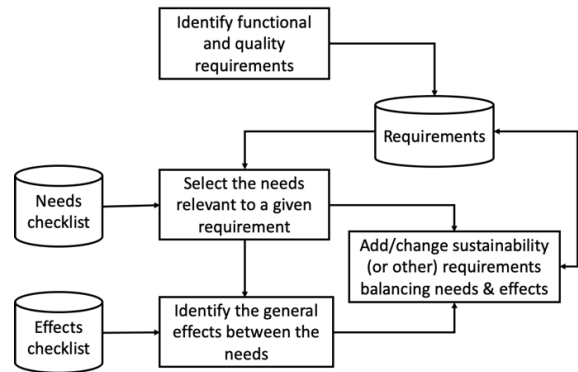 Identify functional
and quality
requirements
Requirements
Needs
checklist
Select the needs
relevant to a given
requirement
Add/change sustainability
(or other) requirements
balancing needs & effects
Effects
checklist
Identify the general
effects between the
needs